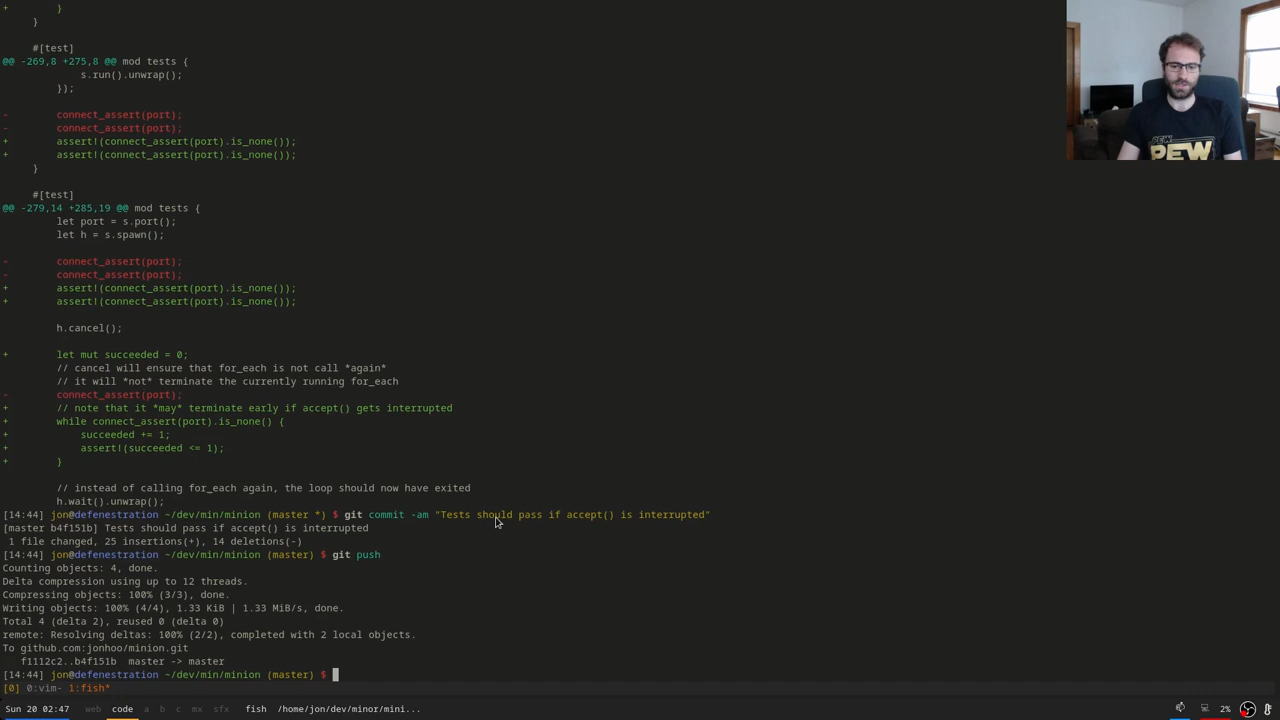 +        }
     }
     #[test]
@@ -269,8 +275,8 @@ mod tests {
             s.run().unwrap();
         });
-        connect_assert(port);
-        connect_assert(port);
+        assert!(connect_assert(port).is_none());
+        assert!(connect_assert(port).is_none());
     }
     #[test]
@@ -279,14 +285,19 @@ mod tests {
         let port = s.port();
         let h = s.spawn();
-        connect_assert(port);
-        connect_assert(port);
+        assert!(connect_assert(port).is_none());
+        assert!(connect_assert(port).is_none());
         h.cancel();
+        let mut succeeded = 0;
         // cancel will ensure that for_each is not call *again*
         // it will *not* terminate the currently running for_each
-        connect_assert(port);
+        // note that it *may* terminate early if accept() gets interrupted
+        while connect_assert(port).is_none() {
+            succeeded += 1;
+            assert!(succeeded <= 1);
+        }
         // instead of calling for_each again, the loop should now have exited
         h.wait().unwrap();
[14:44] jon@defenestration ~/dev/min/minion (master *) $ git commit -am "Tests should pass if accept() is interrupted"
[master b4f151b] Tests should pass if accept() is interrupted
 1 file changed, 25 insertions(+), 14 deletions(-)
[14:44] jon@defenestration ~/dev/min/minion (master) $ git push
Counting objects: 4, done.
Delta compression using up to 12 threads.
Compressing objects: 100% (3/3), done.
Writing objects: 100% (4/4), 1.33 KiB | 1.33 MiB/s, done.
Total 4 (delta 2), reused 0 (delta 0)
remote: Resolving deltas: 100% (2/2), completed with 2 local objects.
To github.com:jonhoo/minion.git
   f1112c2..b4f151b  master -> master
[14:44] jon@defenestration ~/dev/min/minion (master) $
[0] 0:vim- 1:fish*
Sun 20 02:47 web code a b c mx sfx fish /home/jon/dev/minor/mini... 2%
PEW
PEW